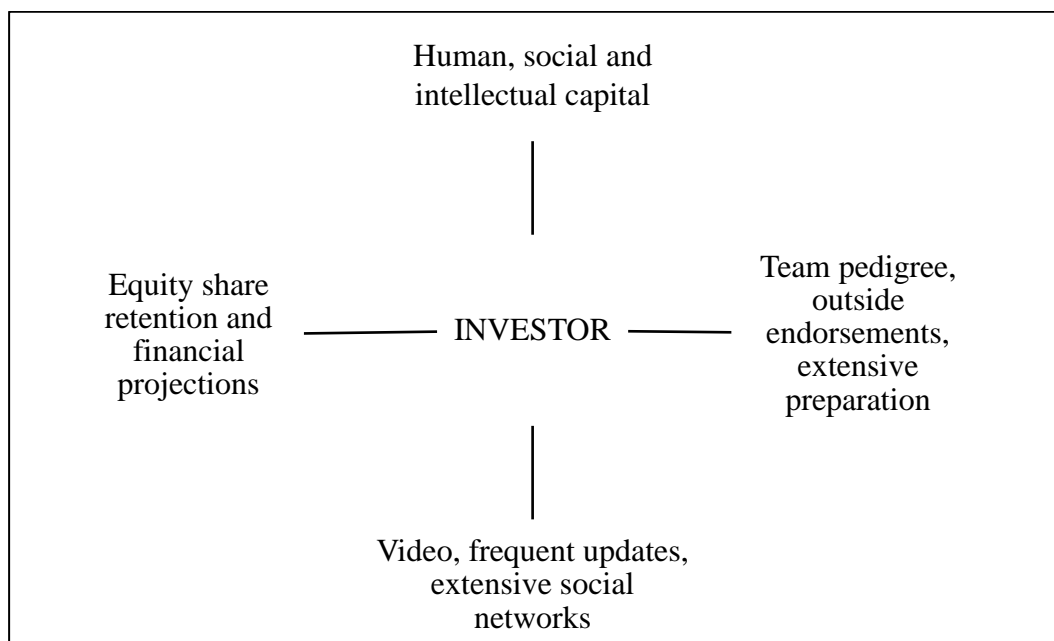 Human, social and
intellectual capital
Equity share
retention and
financial
projections
INVESTOR
Team pedigree,
outside
endorsements,
extensive
preparation
Video, frequent updates,
extensive social
networks